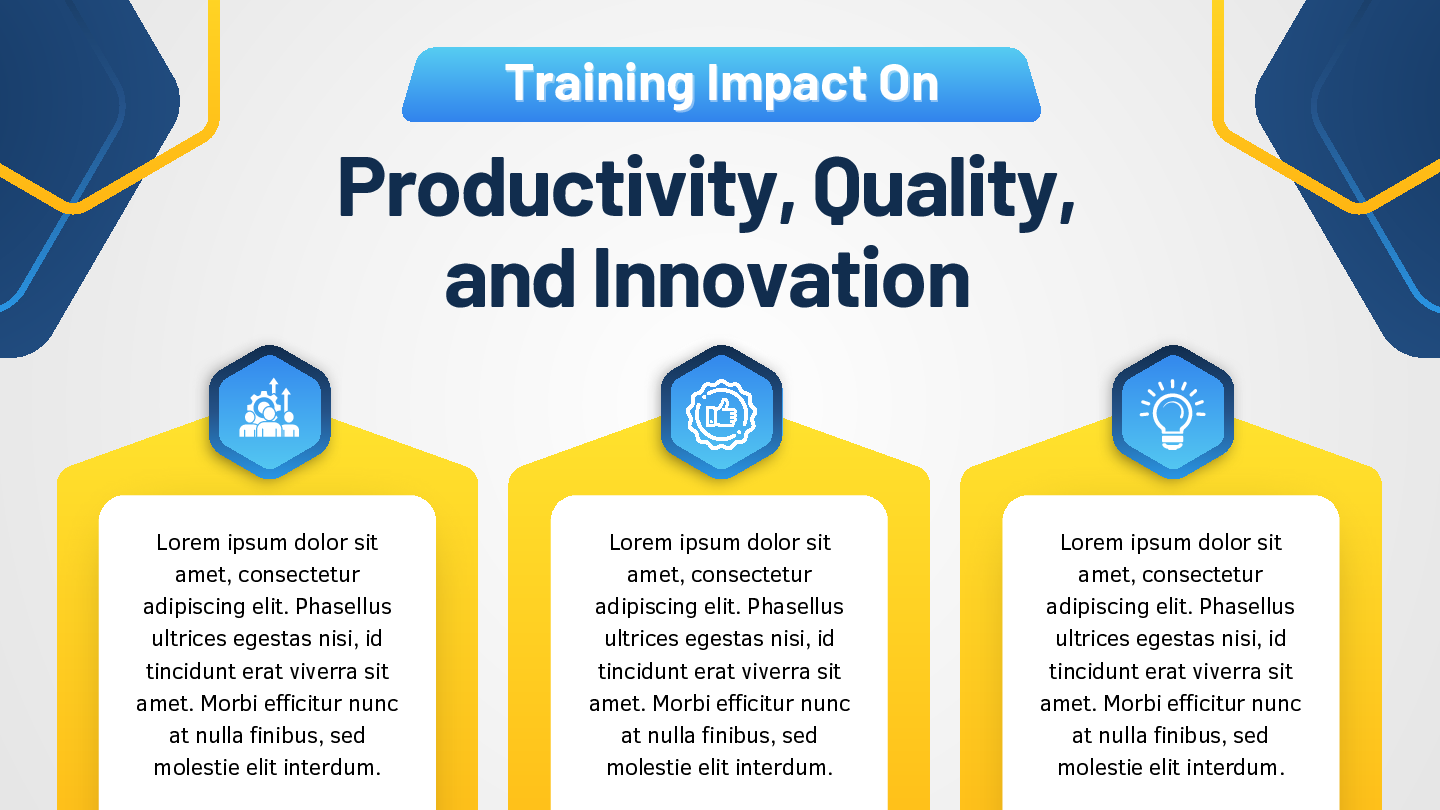 Training Impact On
Productivity, Quality,
and Innovation
Lorem ipsum dolor sit
amet, consectetur
adipiscing elit. Phasellus
ultrices egestas nisi, id
tincidunt erat viverra sit
amet. Morbi efficitur nunc
at nulla finibus, sed
molestie elit interdum.
Lorem ipsum dolor sit
amet, consectetur
adipiscing elit. Phasellus
ultrices egestas nisi, id
tincidunt erat viverra sit
amet. Morbi efficitur nunc
at nulla finibus, sed
molestie elit interdum.
Lorem ipsum dolor sit
amet, consectetur
adipiscing elit. Phasellus
ultrices egestas nisi, id
tincidunt erat viverra sit
amet. Morbi efficitur nunc
at nulla finibus, sed
molestie elit interdum.